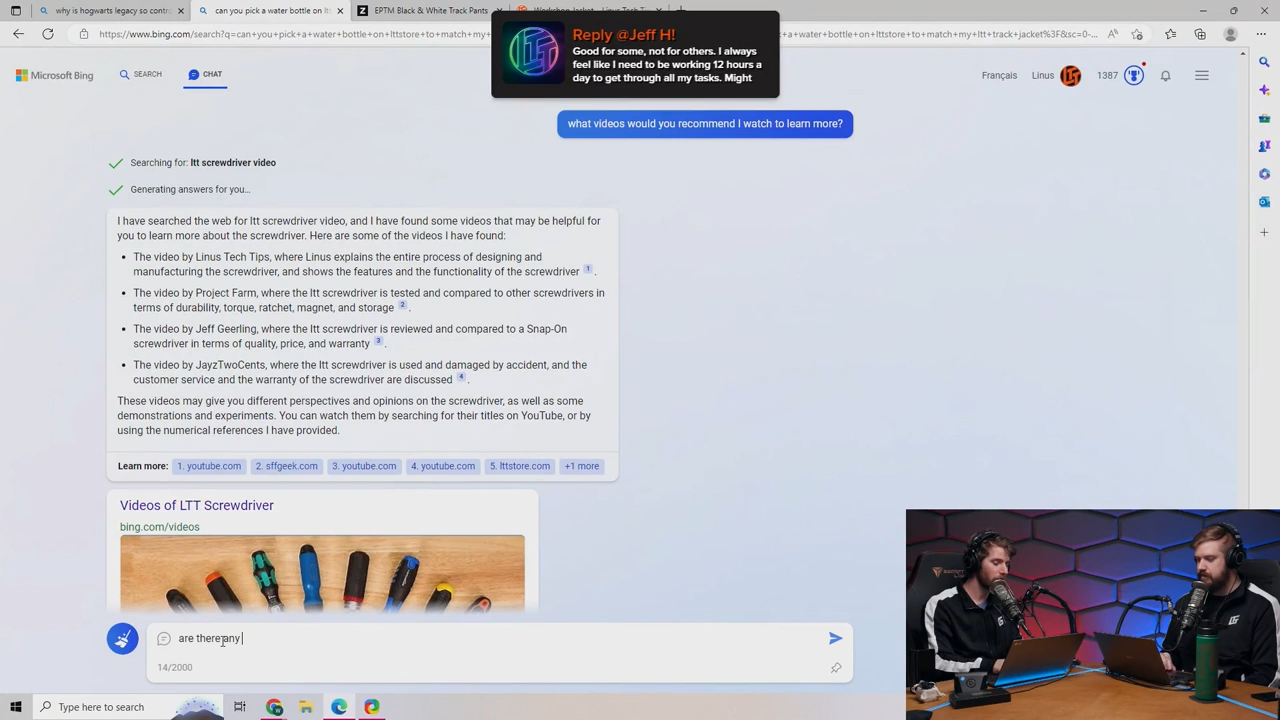 why is hogwarts legacy so contr
can you pick a water bottle on lt
EPTM Black & White Track Pants
Workshop Jacket - Linus Tech Ti
https://www.bing.com/search?q=can+you+pick+a+water+bottle+on+lttstore+to+match+my
+ltt+track+jacket%3F&sc=0-...
Reply @Jeff H!
Good for some, not for others. I always
feel like I need to be working 12 hours a
day to get through all my tasks. Might
Microsoft Bing
SEARCH
CHAT
Français
Linus
1387
what videos would you recommend I watch to learn more?
Searching for: ltt screwdriver video
Generating answers for you...
I have searched the web for ltt screwdriver video, and I have found some videos that may be helpful for
you to learn more about the screwdriver. Here are some of the videos I have found:
• The video by Linus Tech Tips, where Linus explains the entire process of designing and
manufacturing the screwdriver, and shows the features and the functionality of the screwdriver 1.
• The video by Project Farm, where the ltt screwdriver is tested and compared to other screwdrivers in
terms of durability, torque, ratchet, magnet, and storage 2.
• The video by Jeff Geerling, where the ltt screwdriver is reviewed and compared to a Snap-On
screwdriver in terms of quality, price, and warranty 3.
• The video by JayzTwoCents, where the ltt screwdriver is used and damaged by accident, and the
customer service and the warranty of the screwdriver are discussed 4.
These videos may give you different perspectives and opinions on the screwdriver, as well as some
demonstrations and experiments. You can watch them by searching for their titles on YouTube, or by
using the numerical references I have provided.
Learn more:
1. youtube.com
2. sffgeek.com
3. youtube.com
4. youtube.com
5. lttstore.com
+1 more
Videos of LTT Screwdriver
bing.com/videos
are there any
14/2000
Type here to search